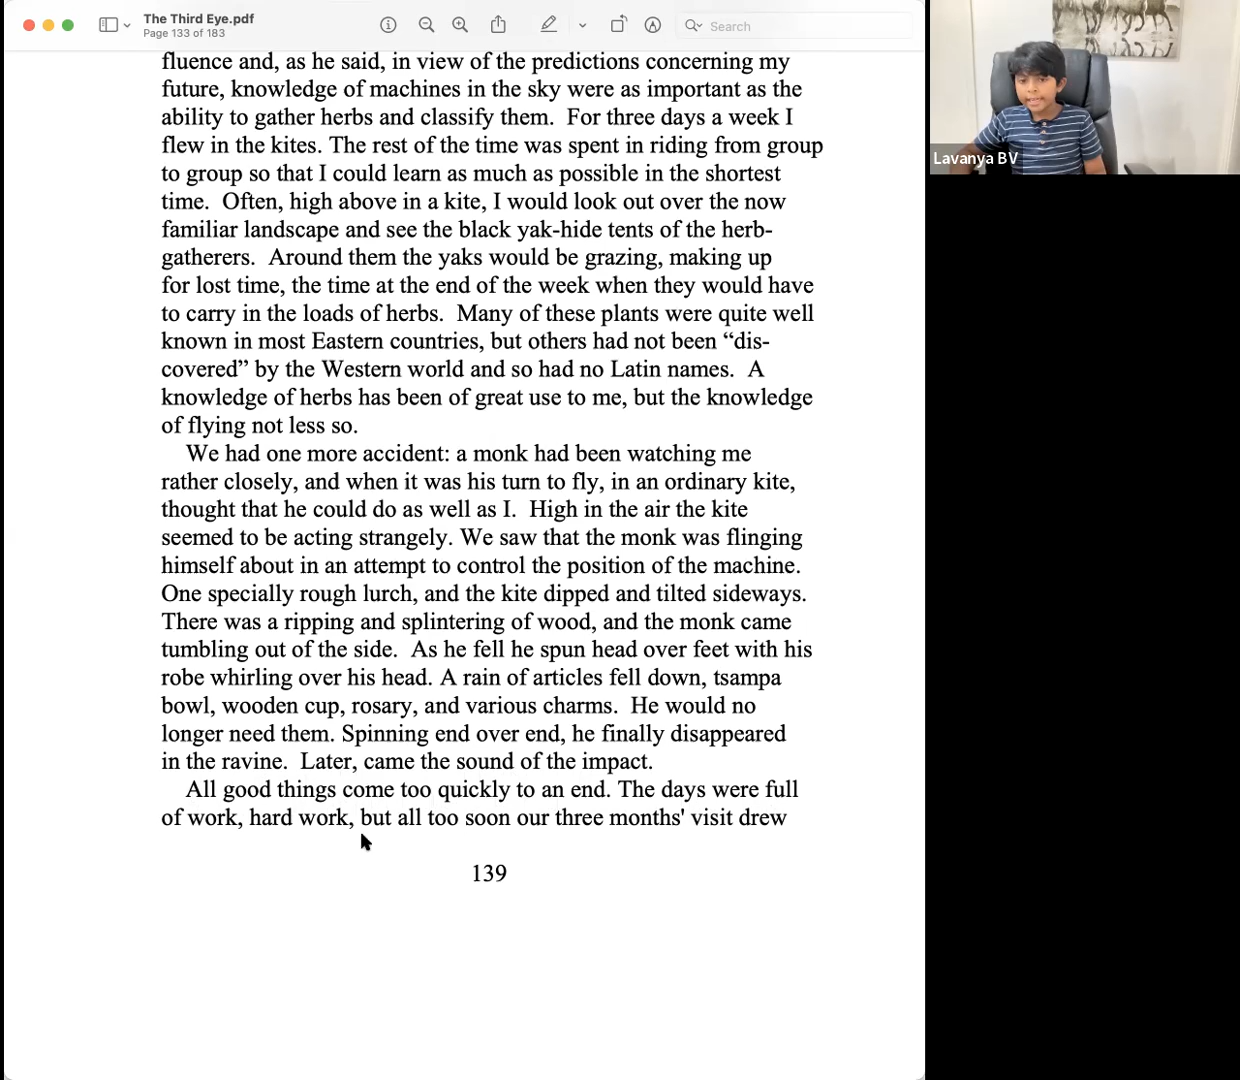 The Third Eye.pdf
Page 133 of 183
Search
fluence and, as he said, in view of the predictions concerning my
future, knowledge of machines in the sky were as important as the
ability to gather herbs and classify them. For three days a week I
flew in the kites. The rest of the time was spent in riding from group
to group so that I could learn as much as possible in the shortest
time. Often, high above in a kite, I would look out over the now
familiar landscape and see the black yak-hide tents of the herb-
gatherers. Around them the yaks would be grazing, making up
for lost time, the time at the end of the week when they would have
to carry in the loads of herbs. Many of these plants were quite well
known in most Eastern countries, but others had not been “dis-
covered” by the Western world and so had no Latin names. A
knowledge of herbs has been of great use to me, but the knowledge
of flying not less so.
We had one more accident: a monk had been watching me
rather closely, and when it was his turn to fly, in an ordinary kite,
thought that he could do as well as I. High in the air the kite
seemed to be acting strangely. We saw that the monk was flinging
himself about in an attempt to control the position of the machine.
One specially rough lurch, and the kite dipped and tilted sideways.
There was a ripping and splintering of wood, and the monk came
tumbling out of the side. As he fell he spun head over feet with his
robe whirling over his head. A rain of articles fell down, tsampa
bowl, wooden cup, rosary, and various charms. He would no
longer need them. Spinning end over end, he finally disappeared
in the ravine. Later, came the sound of the impact.
All good things come too quickly to an end. The days were full
of work, hard work, but all too soon our three months' visit drew
139
Lavanya BV